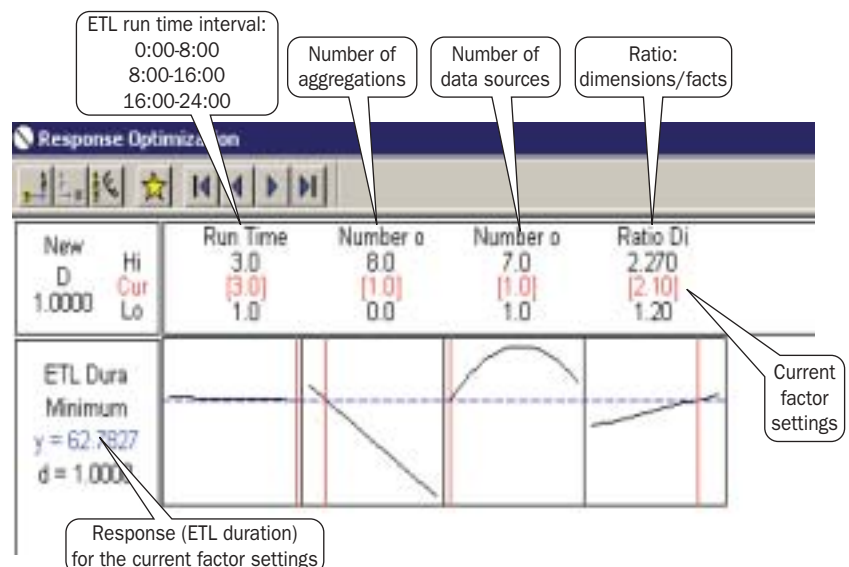 ETL run time interval:
0:00-8:00
8:00-16:00
16:00-24:00
Number of
aggregations
Number of
data sources
Ratio:
dimensions/facts
Response Optimization
New
D
1.0000
Hi
Cur
Lo
Run Time
3.0
[3.0]
1.0
Number o
8.0
[1.0]
0.0
Number o
7.0
[1.0]
1.0
Ratio Di
2.270
[2.10]
1.20
Current
factor
settings
ETL Dura
Minimum
y = 62.7827
d = 1.0000
Response (ETL duration)
for the current factor settings